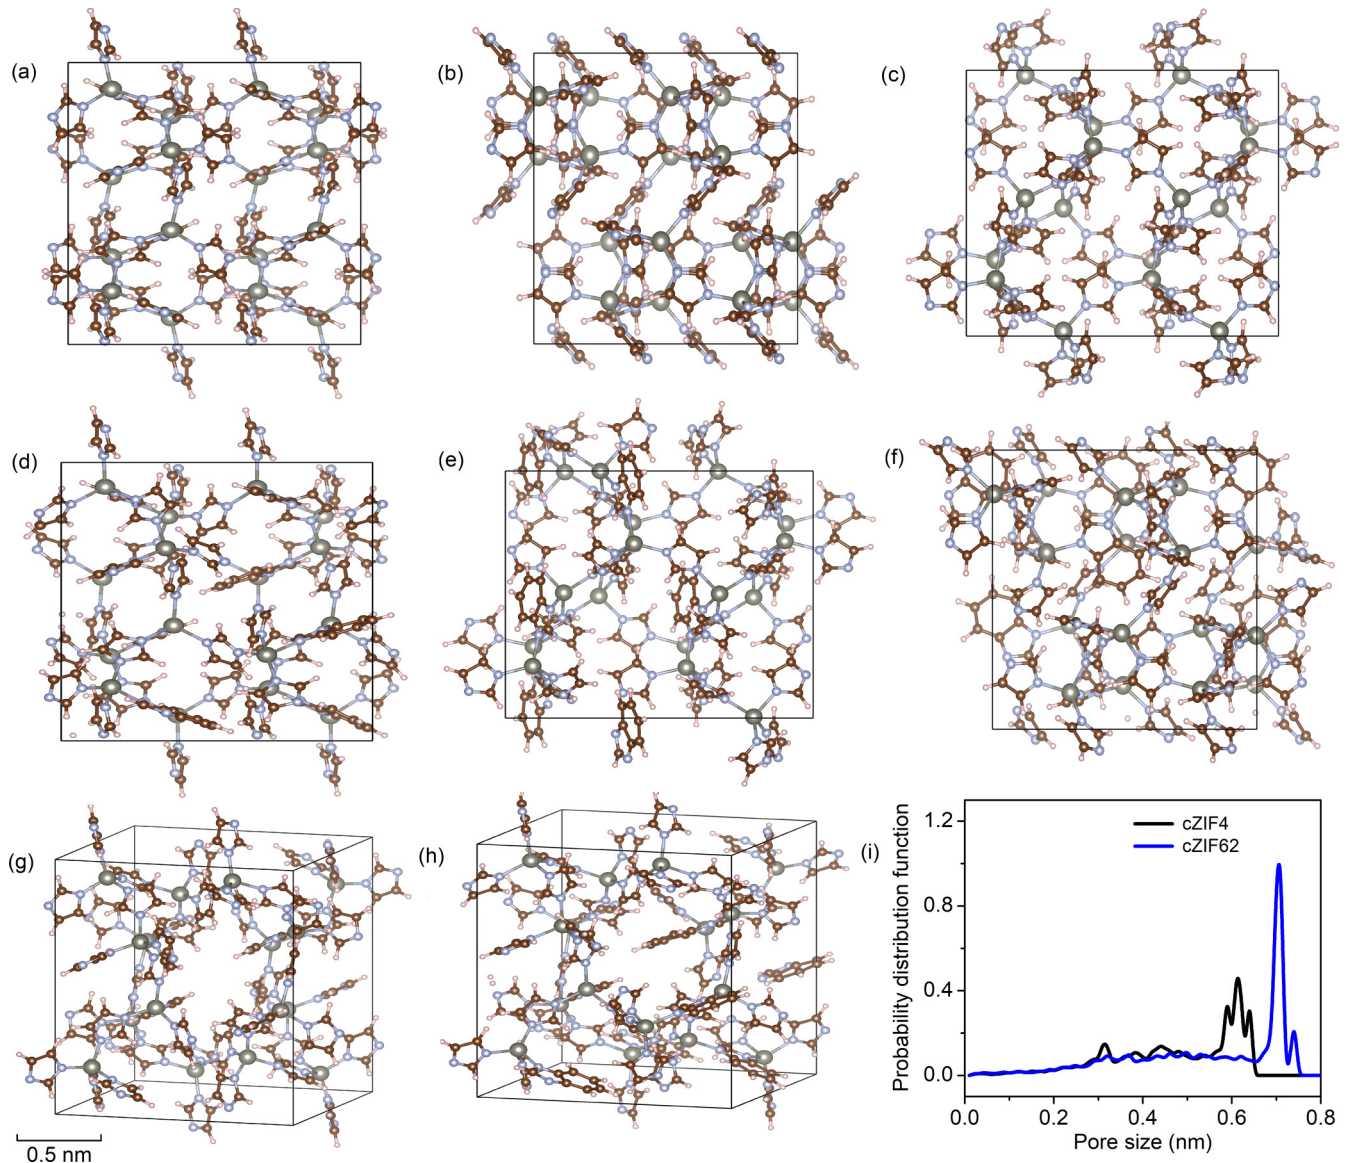 (a)
(b)
(c)
(d)
(e)
(f)
(g)
(h)
(i)
0.5 nm
Probability distribution function
1.2
0.8
0.4
0.0
cZIF4
cZIF62
0.0 0.2 0.4 0.6 0.8
Pore size (nm)